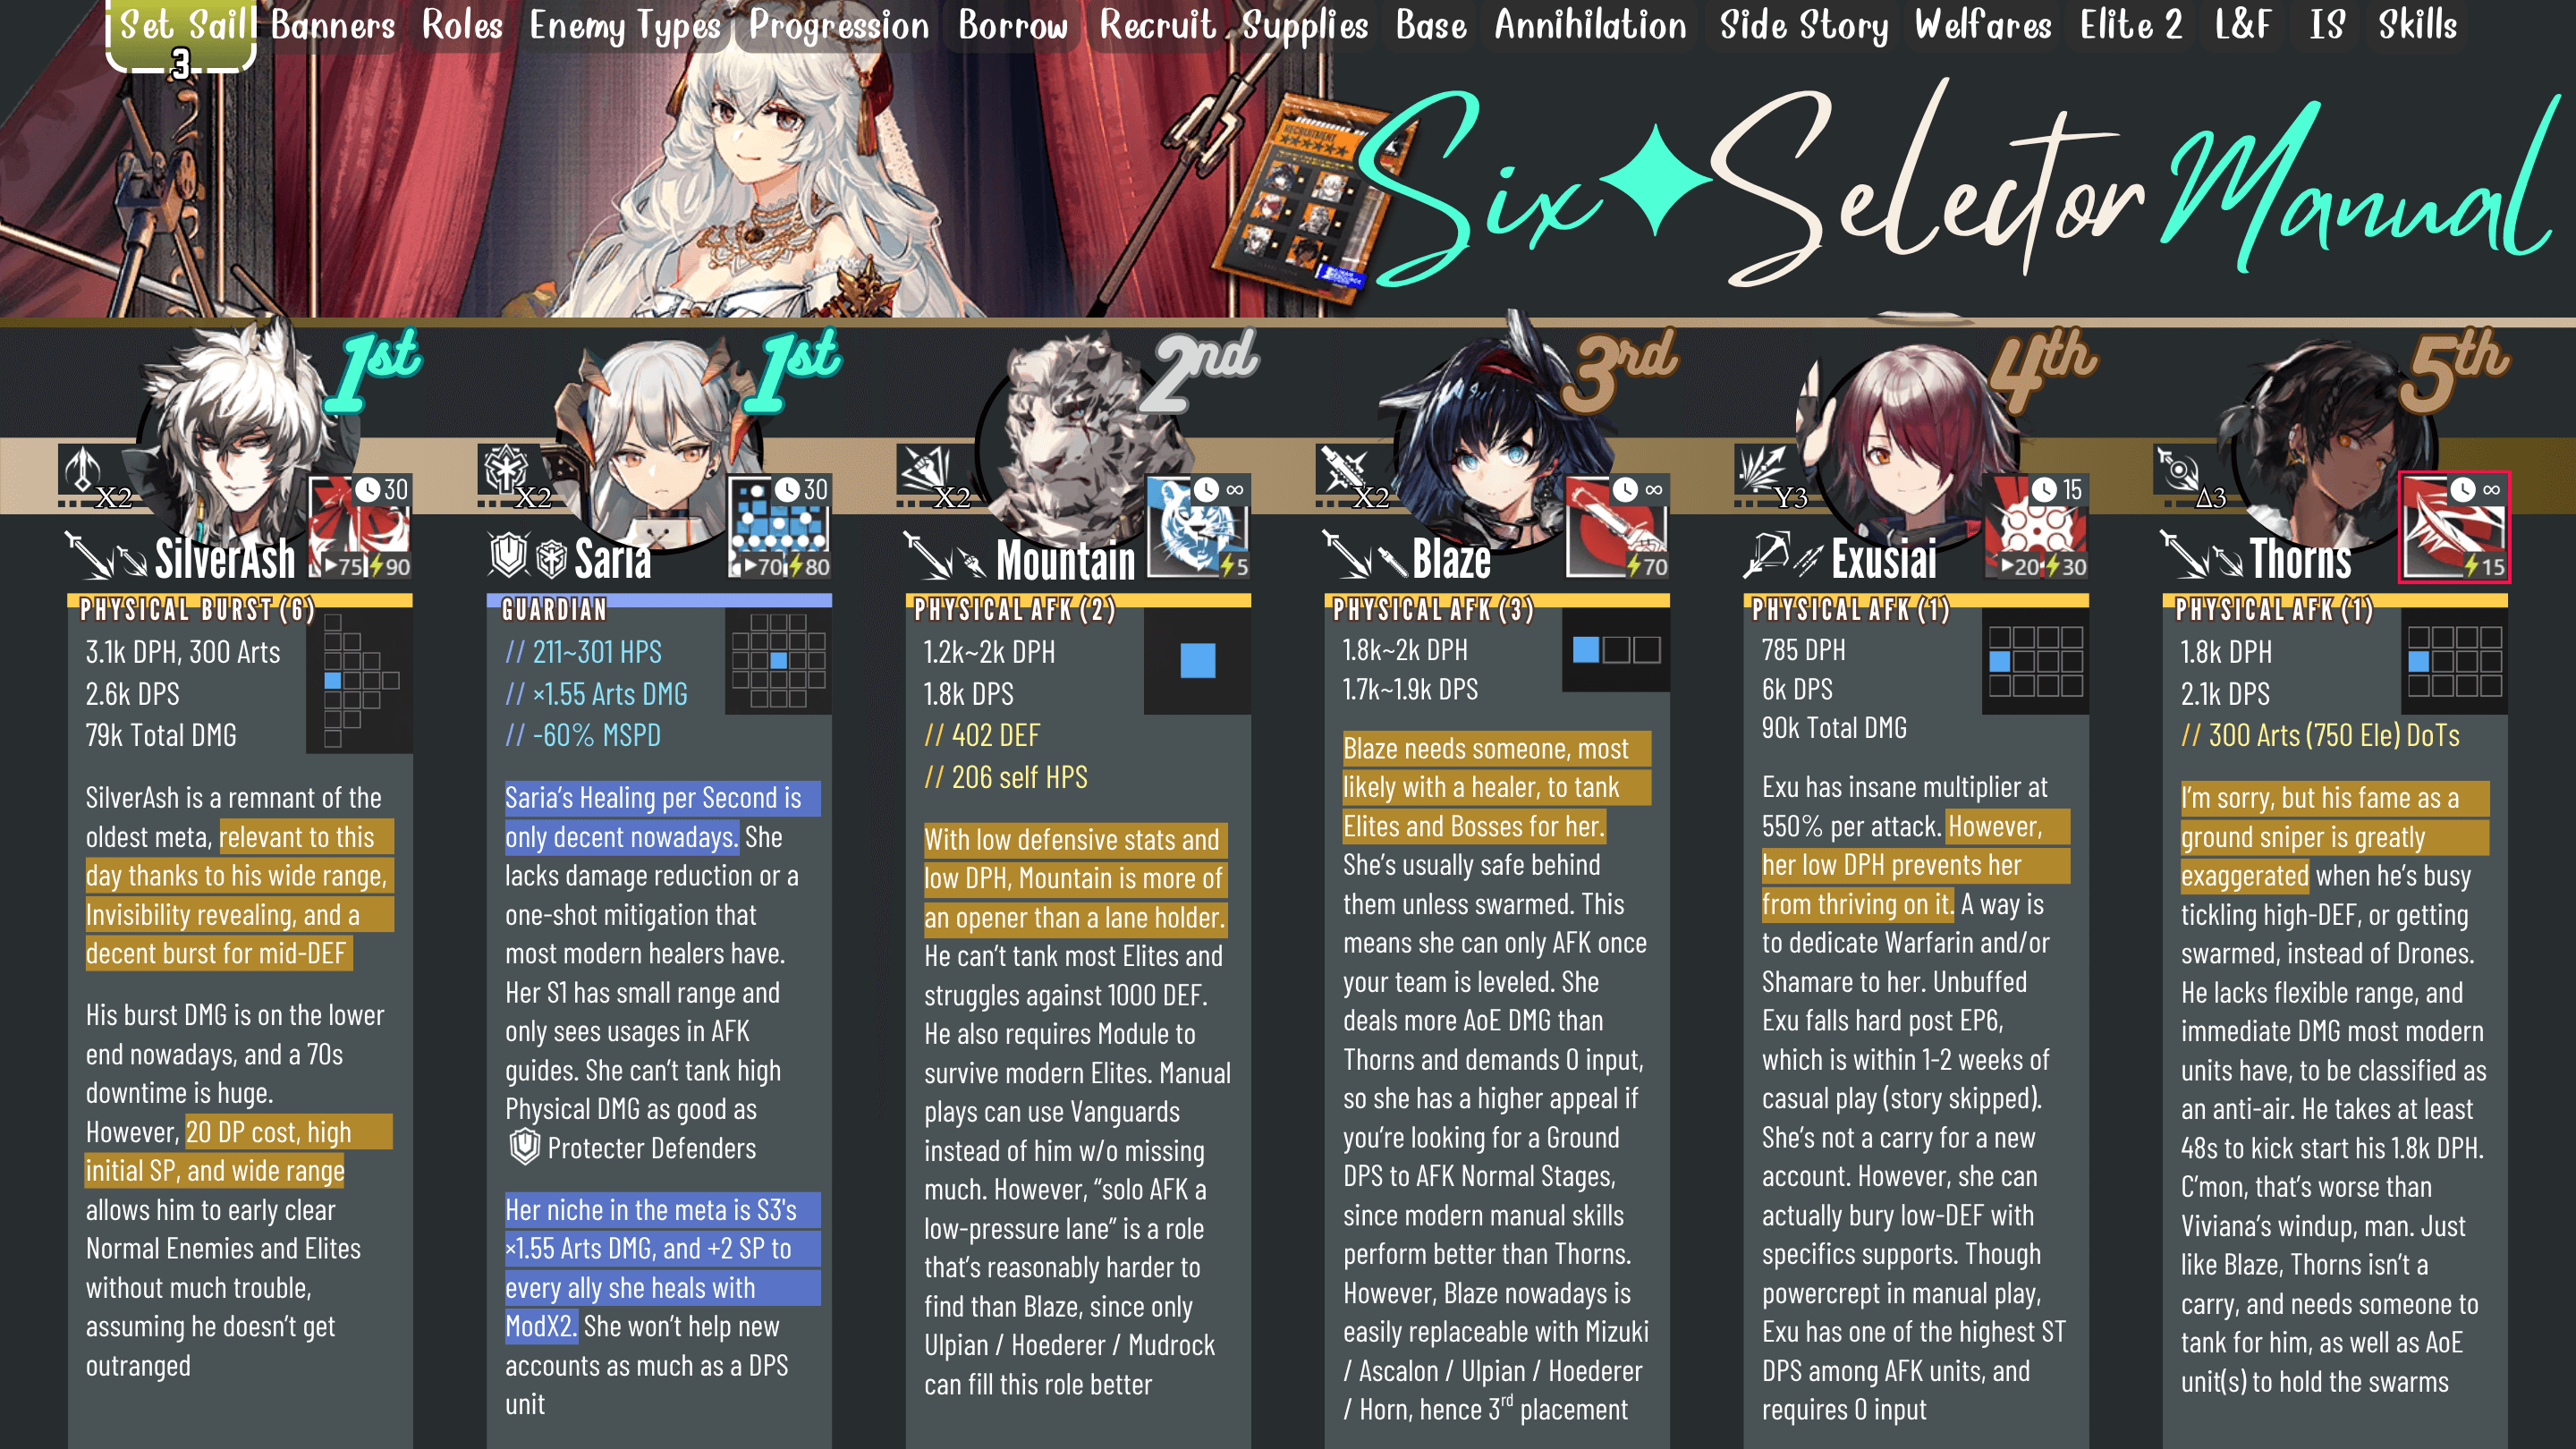 Set Sail
3
Banners
Roles
Enemy Types
Progression
Borrow
Recruit
Supplies
Base
Annihilation
Side Story
Welfares
Elite 2
L&F
IS
Skills
RECRUITMENT
Six Selector Manual
1st
X2
30
75 90
SilverAsh
PHYSICAL BURST (6)
3.1k DPH, 300 Arts
2.6k DPS
79k Total DMG
SilverAsh is a remnant of the
oldest meta, relevant to this
day thanks to his wide range,
Invisibility revealing, and a
decent burst for mid-DEF
His burst DMG is on the lower
end nowadays, and a 70s
downtime is huge.
However, 20 DP cost, high
initial SP, and wide range
allows him to early clear
Normal Enemies and Elites
without much trouble,
assuming he doesn't get
outranged
1st
X2
30
70 80
Saria
GUARDIAN
// 211~301 HPS
// ×1.55 Arts DMG
// -60% MSPD
Saria's Healing per Second is
only decent nowadays. She
lacks damage reduction or a
one-shot mitigation that
most modern healers have.
Her S1 has small range and
only sees usages in AFK
guides. She can't tank high
Physical DMG as good as
Protecter Defenders
Her niche in the meta is S3's
×1.55 Arts DMG, and +2 SP to
every ally she heals with
ModX2. She won't help new
accounts as much as a DPS
unit
2nd
X2
∞
5
Mountain
PHYSICAL AFK (2)
1.2k~2k DPH
1.8k DPS
// 402 DEF
// 206 self HPS
With low defensive stats and
low DPH, Mountain is more of
an opener than a lane holder.
He can't tank most Elites and
struggles against 1000 DEF.
He also requires Module to
survive modern Elites. Manual
plays can use Vanguards
instead of him w/o missing
much. However, "solo AFK a
low-pressure lane" is a role
that's reasonably harder to
find than Blaze, since only
Ulpian / Hoederer / Mudrock
can fill this role better
3rd
X2
∞
70
Blaze
PHYSICAL AFK (3)
1.8k~2k DPH
1.7k~1.9k DPS
Blaze needs someone, most
likely with a healer, to tank
Elites and Bosses for her.
She's usually safe behind
them unless swarmed. This
means she can only AFK once
your team is leveled. She
deals more AoE DMG than
Thorns and demands 0 input,
so she has a higher appeal if
you're looking for a Ground
DPS to AFK Normal Stages,
since modern manual skills
perform better than Thorns.
However, Blaze nowadays is
easily replaceable with Mizuki
/ Ascalon / Ulpian / Hoederer
/ Horn, hence 3rd placement
4th
Y3
15
20 30
Exusiai
PHYSICAL AFK (1)
785 DPH
6k DPS
90k Total DMG
Exu has insane multiplier at
550% per attack. However,
her low DPH prevents her
from thriving on it. A way is
to dedicate Warfarin and/or
Shamare to her. Unbuffed
Exu falls hard post EP6,
which is within 1-2 weeks of
casual play (story skipped).
She's not a carry for a new
account. However, she can
actually bury low-DEF with
specifics supports. Though
powercrept in manual play,
Exu has one of the highest ST
DPS among AFK units, and
requires 0 input
5th
Δ3
∞
15
Thorns
PHYSICAL AFK (1)
1.8k DPH
2.1k DPS
// 300 Arts (750 Ele) DoTs
I'm sorry, but his fame as a
ground sniper is greatly
exaggerated when he's busy
tickling high-DEF, or getting
swarmed, instead of Drones.
He lacks flexible range, and
immediate DMG most modern
units have, to be classified as
an anti-air. He takes at least
48s to kick start his 1.8k DPH.
C'mon, that's worse than
Viviana's windup, man. Just
like Blaze, Thorns isn't a
carry, and needs someone to
tank for him, as well as AoE
unit(s) to hold the swarms